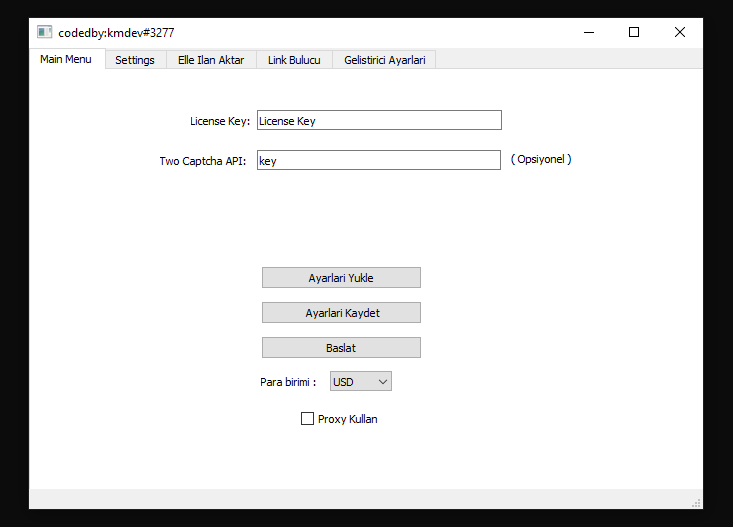 codedby:kmdev#3277
Main Menu Settings Elle Ilan Aktar Link Bulucu Gelistirici Ayarlari
License Key: License Key
Two Captcha API: key ( Opsiyonel )
Ayarlari Yukle
Ayarlari Kaydet
Baslat
Para birimi : USD
Proxy Kullan